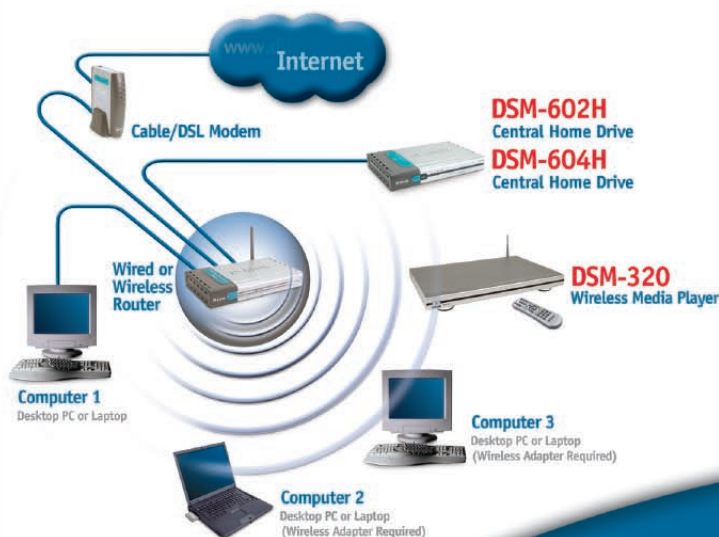 www.
Internet
Cable/DSL Modem
DSM-602H
Central Home Drive
DSM-604H
Central Home Drive
Wired or
Wireless
Router
DSM-320
Wireless Media Player
Computer 1
Desktop PC or Laptop
Computer 3
Desktop PC or Laptop
(Wireless Adapter Required)
Computer 2
Desktop PC or Laptop
(Wireless Adapter Required)